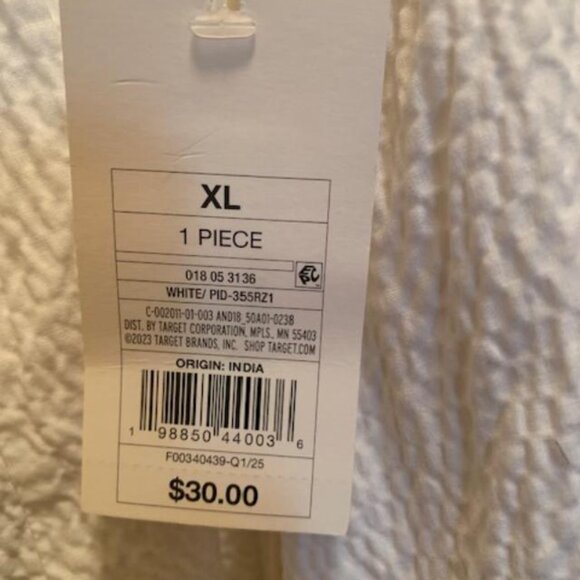 XL
1 PIECE
018 05 3136
WHITE/ PID-355RZ1
C-002011-01-003 AND18_50A01-0238
DIST. BY TARGET CORPORATION, MPLS., MN 55403
©2023 TARGET BRANDS, INC. SHOP TARGET.COM
ORIGIN: INDIA
1 98850 44003 6
F00340439-Q1/25
$30.00